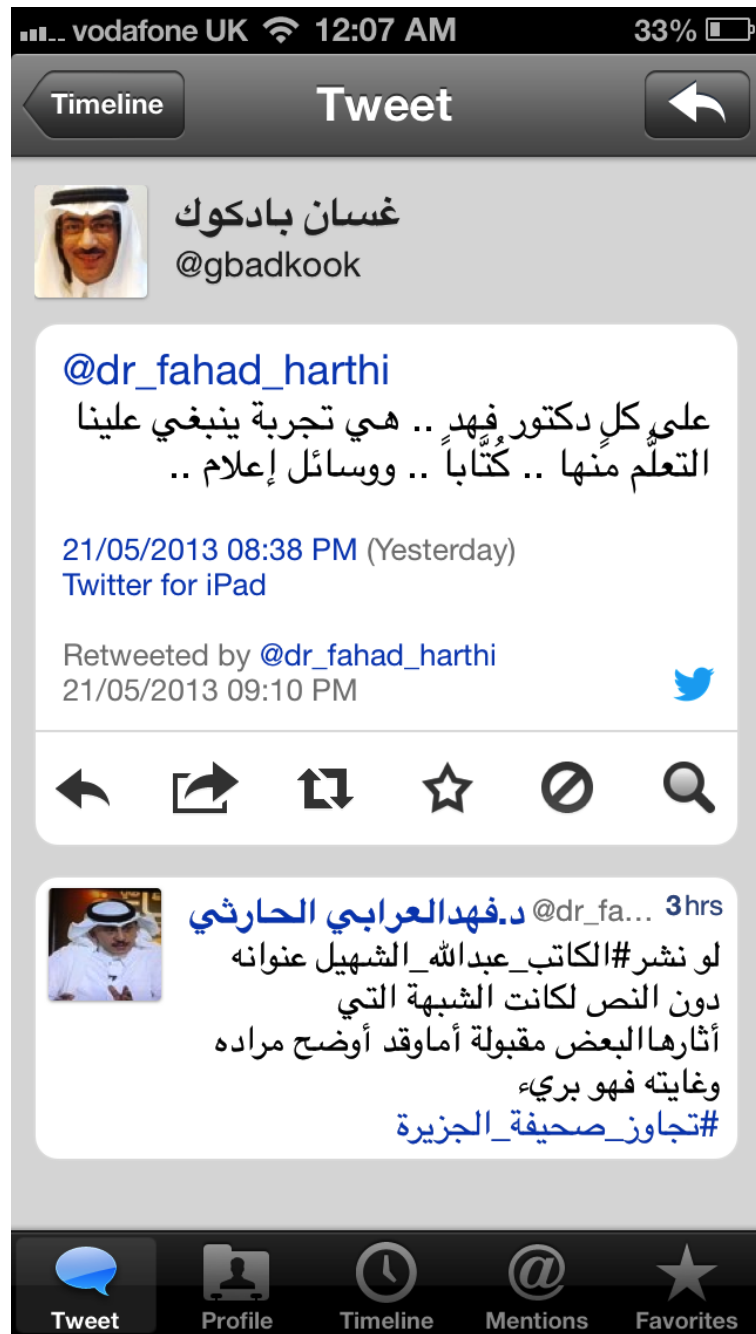 vodafone UK 12:07 AM 33%
Timeline Tweet
غسان بادكوك
@gbadkook
@dr_fahad_harthi
على كلٍ دكتور فهد .. هي تجربة ينبغي علينا
التعلُّم منها .. كُتَّاباً .. ووسائل إعلام ..
21/05/2013 08:38 PM (Yesterday)
Twitter for iPad
Retweeted by @dr_fahad_harthi
21/05/2013 09:10 PM
د.فهدالعرابي الحارثي @dr_fa... 3hrs
لو نشر#الكاتب_عبدالله_الشهيل عنوانه
دون النص لكانت الشبهة التي
أثارهاالبعض مقبولة أماوقد أوضح مراده
وغايته فهو بريء
#تجاوز_صحيفة_الجزيرة
Tweet Profile Timeline Mentions Favorites